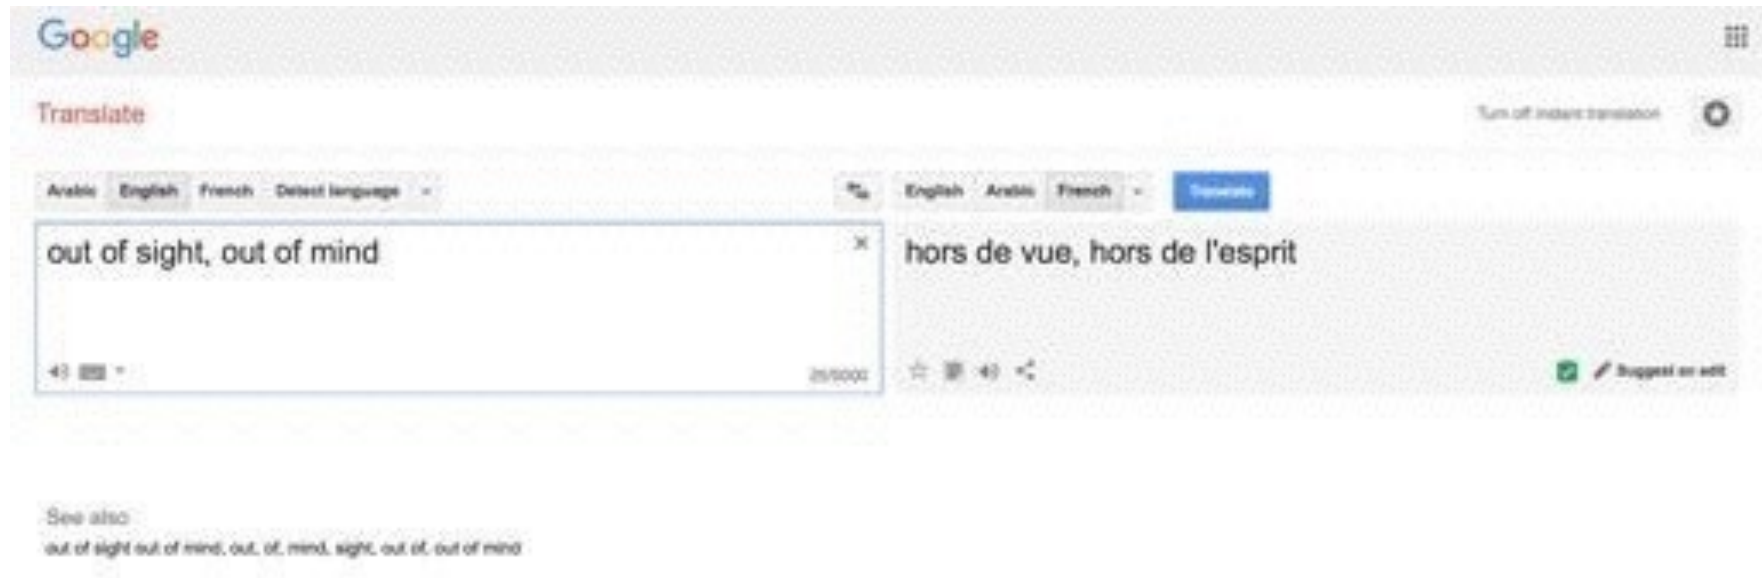 Google
Translate
Turn off instant translation
Arabic English French Detect language
English Arabic French Translate
out of sight, out of mind
hors de vue, hors de l'esprit
Suggest an edit
See also
out of sight out of mind, out, of, mind, sight, out of, out of mind